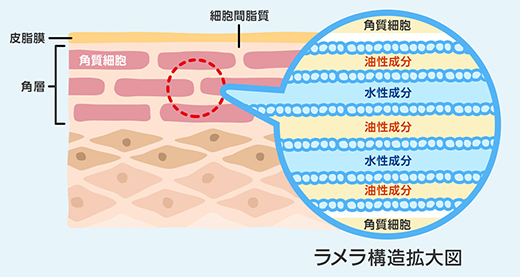 細胞間脂質
皮脂膜
角層
角質細胞
角質細胞
油性成分
水性成分
油性成分
水性成分
油性成分
角質細胞
ラメラ構造拡大図